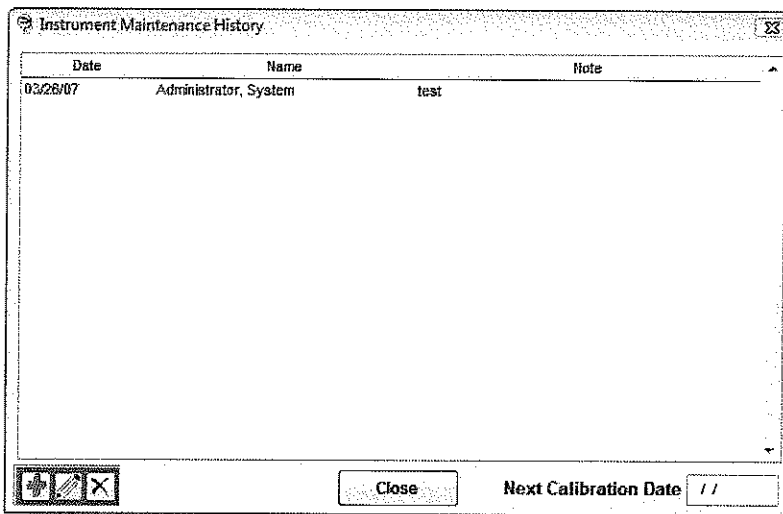 Instrument Maintenance History
Date Name Note
03/26/07 Administrator, System test
Close Next Calibration Date / /